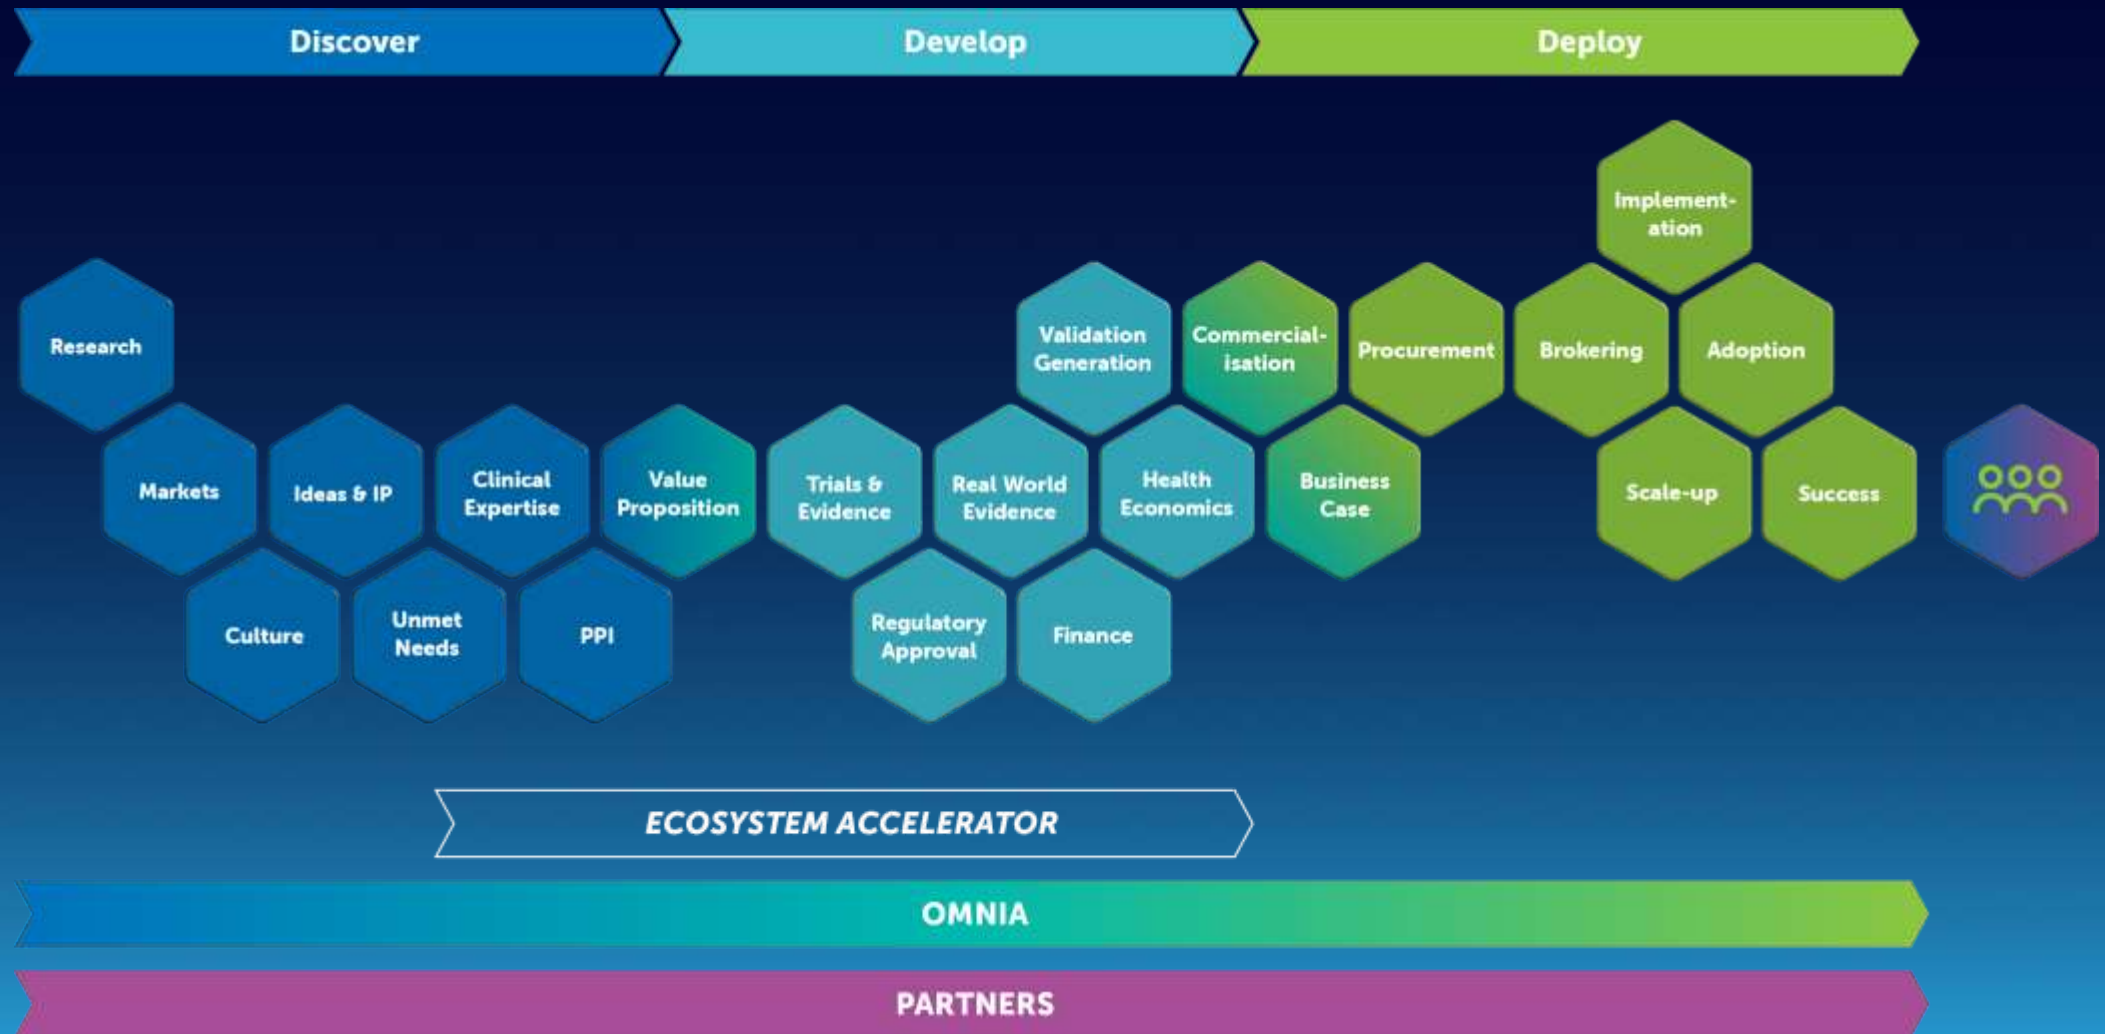 Discover
Develop
Deploy
Implement-
ation
Research
Validation
Generation
Commercial-
isation
Procurement
Brokering
Adoption
Markets
Ideas & IP
Clinical
Expertise
Value
Proposition
Trials &
Evidence
Real World
Evidence
Health
Economics
Business
Case
Scale-up
Success
Culture
Unmet
Needs
PPI
Regulatory
Approval
Finance
ECOSYSTEM ACCELERATOR
OMNIA
PARTNERS